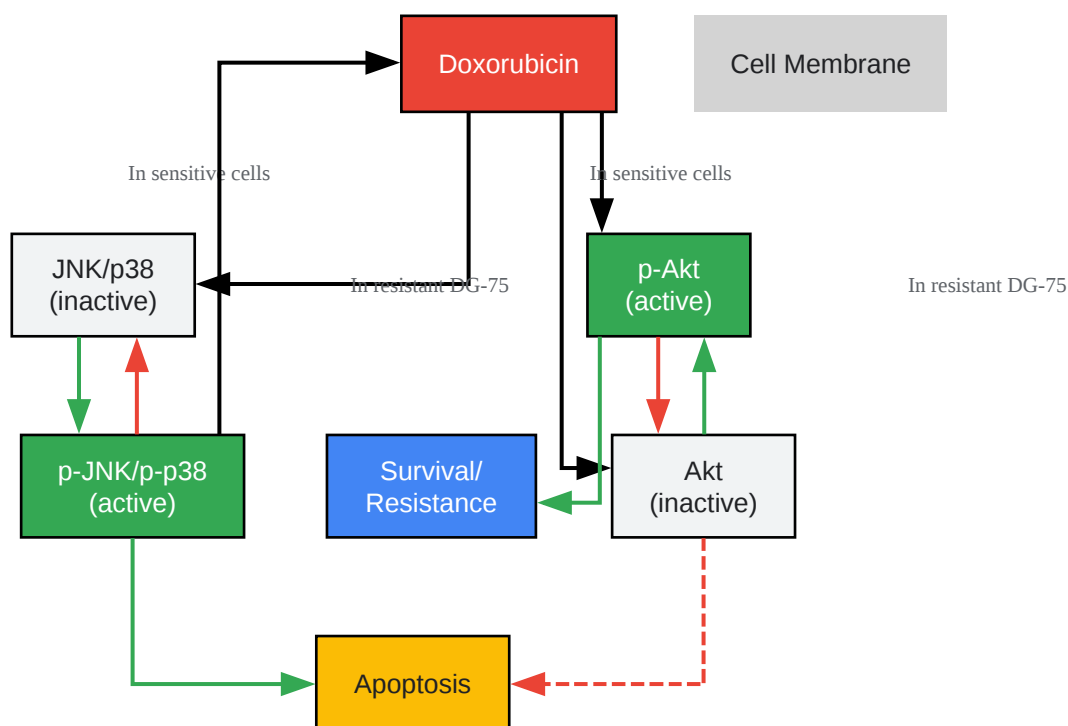 Doxorubicin
Cell Membrane
In sensitive cells
In sensitive cells
JNK/p38
(inactive)
In resistant DG-75
p-Akt
(active)
In resistant DG-75
p-JNK/p-p38
(active)
Survival/
Resistance
Akt
(inactive)
Apoptosis